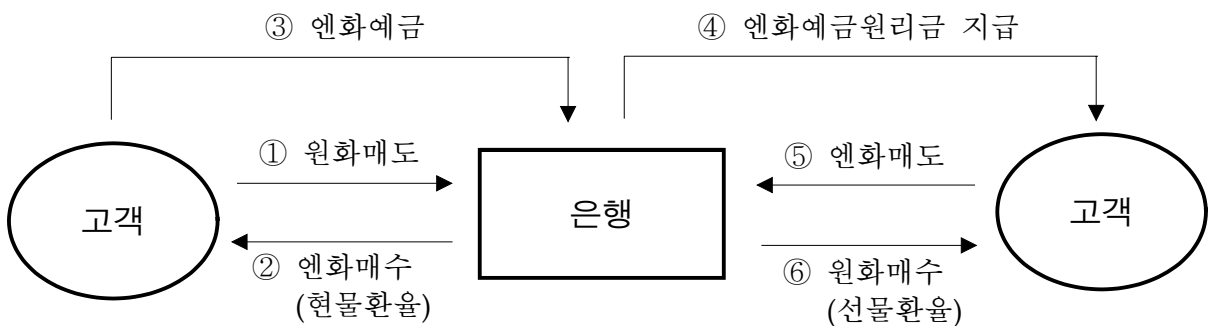 ③ 엔화예금
④ 엔화예금원리금 지급
① 원화매도
⑤ 엔화매도
고객
은행
고객
② 엔화매수
(현물환율)
⑥ 원화매수
(선물환율)